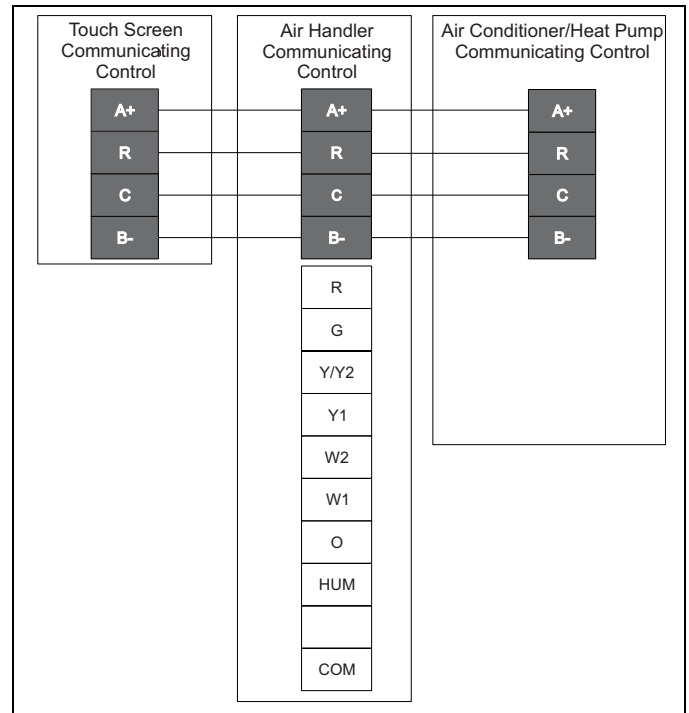 Touch Screen
Communicating
Control
A+
R
C
B-
Air Handler
Communicating
Control
A+
R
C
B-
R
G
Y/Y2
Y1
W2
W1
O
HUM
COM
Air Conditioner/Heat Pump
Communicating Control
A+
R
C
B-